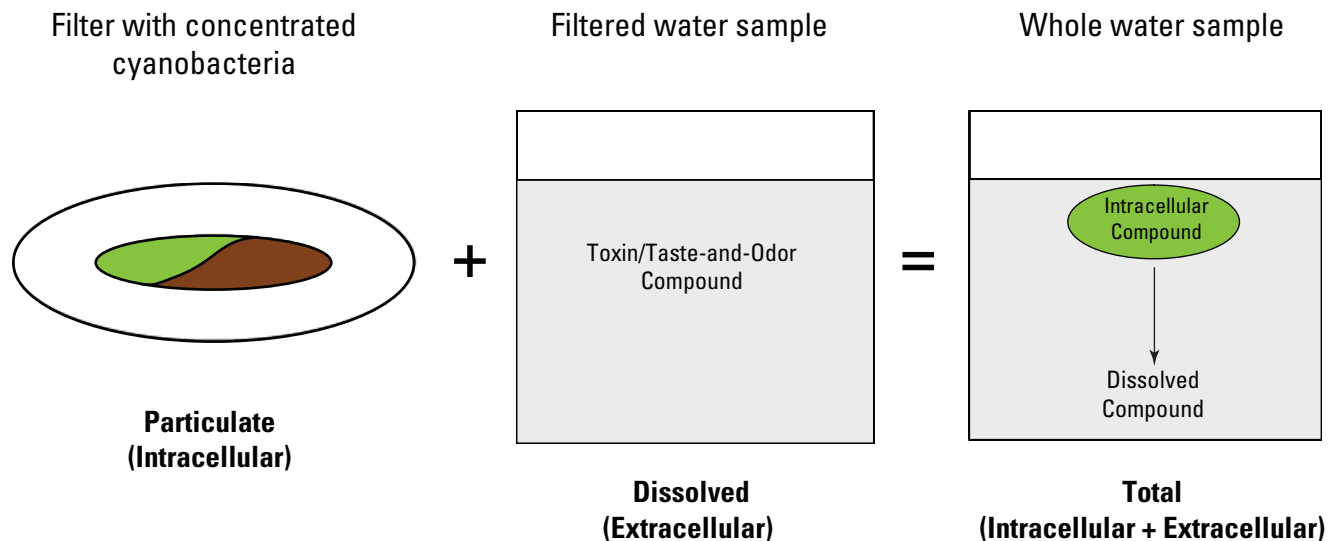 Filter with concentrated
cyanobacteria
Filtered water sample
Whole water sample
+
Toxin/Taste-and-Odor
Compound
=
Intracellular
Compound
Dissolved
Compound
Particulate
(Intracellular)
Dissolved
(Extracellular)
Total
(Intracellular + Extracellular)